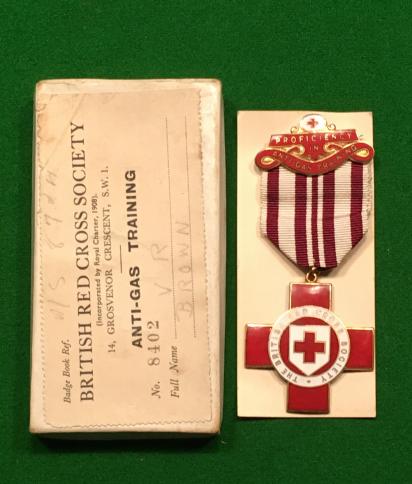 Badge Book Ref.
BRITISH RED CROSS SOCIETY
(Incorporated by Royal Charter, 1908).
14, GROSVENOR CRESCENT, S.W.1.
ANTI-GAS TRAINING
No. 8402 V R
Full Name BROWN
PROFICIENCY
IN
ANTI-GAS TRAINING
THE BRITISH RED CROSS SOCIETY